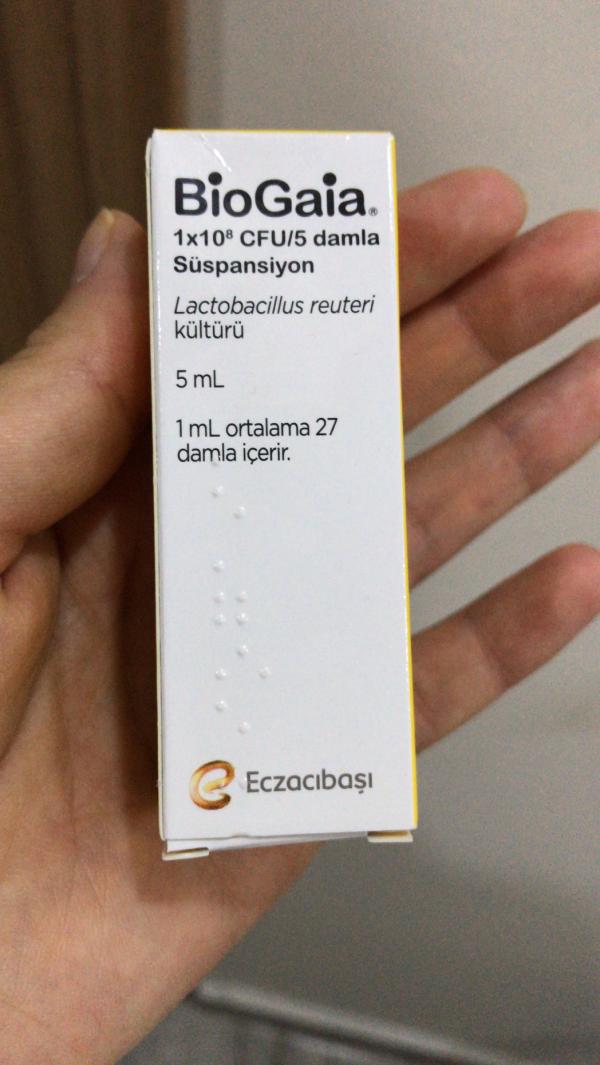 BioGaia®
1x10⁸ CFU/5 damla
Süspansiyon
Lactobacillus reuteri
kültürü
5 mL
1 mL ortalama 27
damla içerir.
Eczacıbaşı